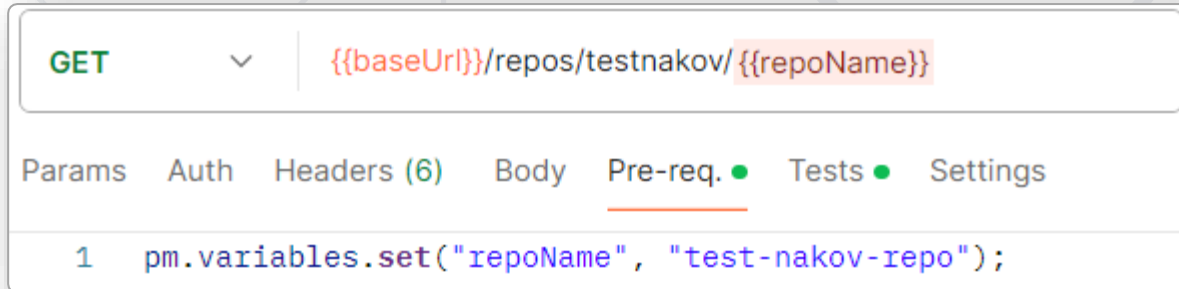 GET {{baseUrl}}/repos/testnakov/{{repoName}}
Params Auth Headers (6) Body Pre-req. Tests Settings
1 pm.variables.set("repoName", "test-nakov-repo");